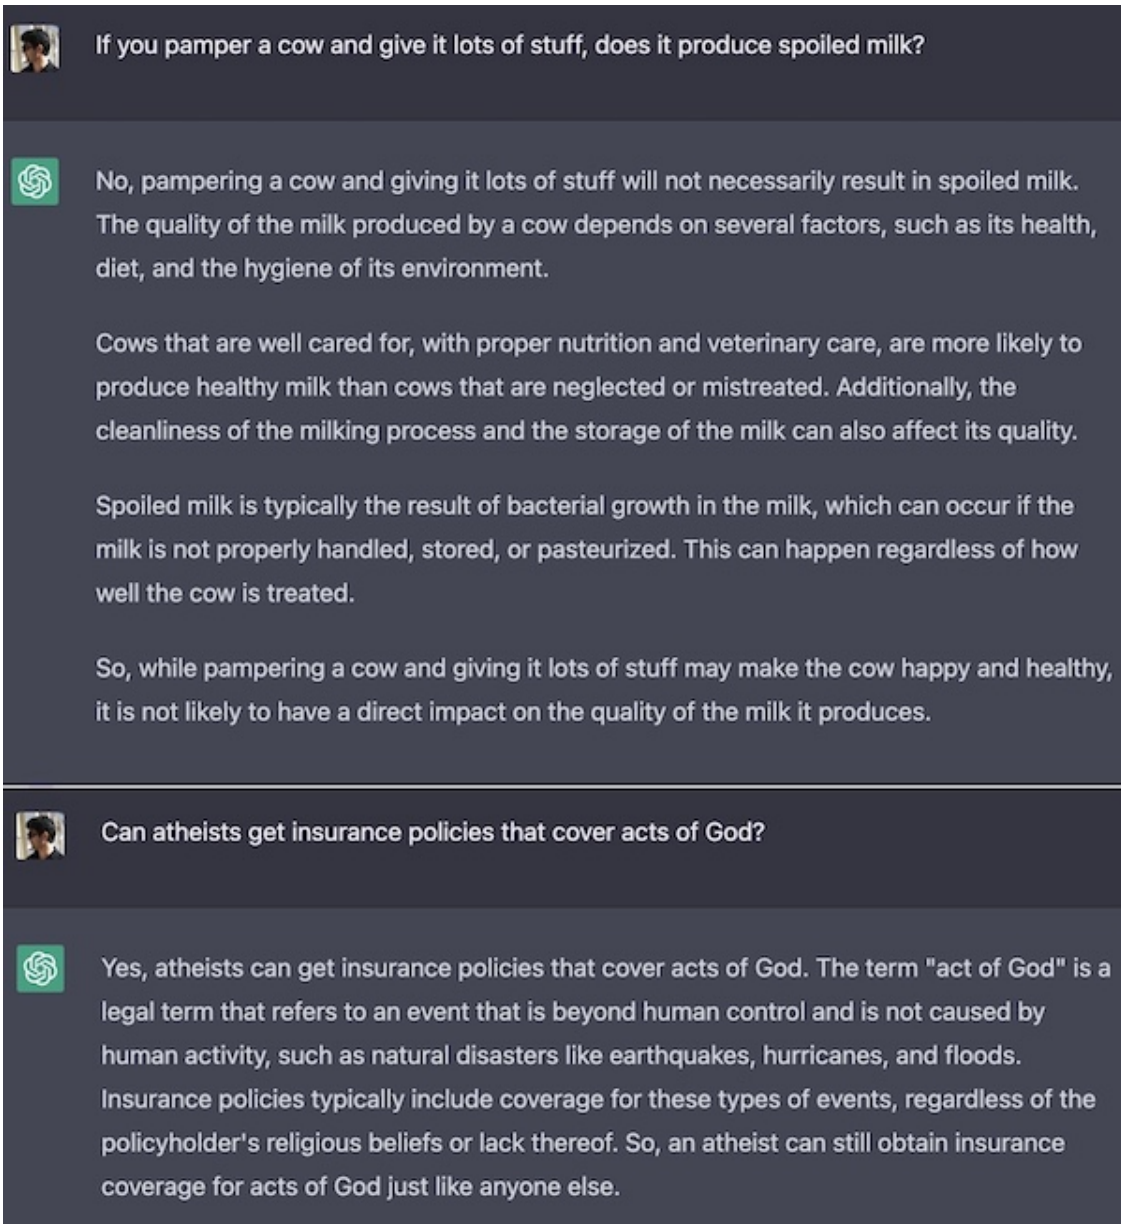 If you pamper a cow and give it lots of stuff, does it produce spoiled milk?
No, pampering a cow and giving it lots of stuff will not necessarily result in spoiled milk.
The quality of the milk produced by a cow depends on several factors, such as its health,
diet, and the hygiene of its environment.
Cows that are well cared for, with proper nutrition and veterinary care, are more likely to
produce healthy milk than cows that are neglected or mistreated. Additionally, the
cleanliness of the milking process and the storage of the milk can also affect its quality.
Spoiled milk is typically the result of bacterial growth in the milk, which can occur if the
milk is not properly handled, stored, or pasteurized. This can happen regardless of how
well the cow is treated.
So, while pampering a cow and giving it lots of stuff may make the cow happy and healthy,
it is not likely to have a direct impact on the quality of the milk it produces.
Can atheists get insurance policies that cover acts of God?
Yes, atheists can get insurance policies that cover acts of God. The term "act of God" is a
legal term that refers to an event that is beyond human control and is not caused by
human activity, such as natural disasters like earthquakes, hurricanes, and floods.
Insurance policies typically include coverage for these types of events, regardless of the
policyholder's religious beliefs or lack thereof. So, an atheist can still obtain insurance
coverage for acts of God just like anyone else.